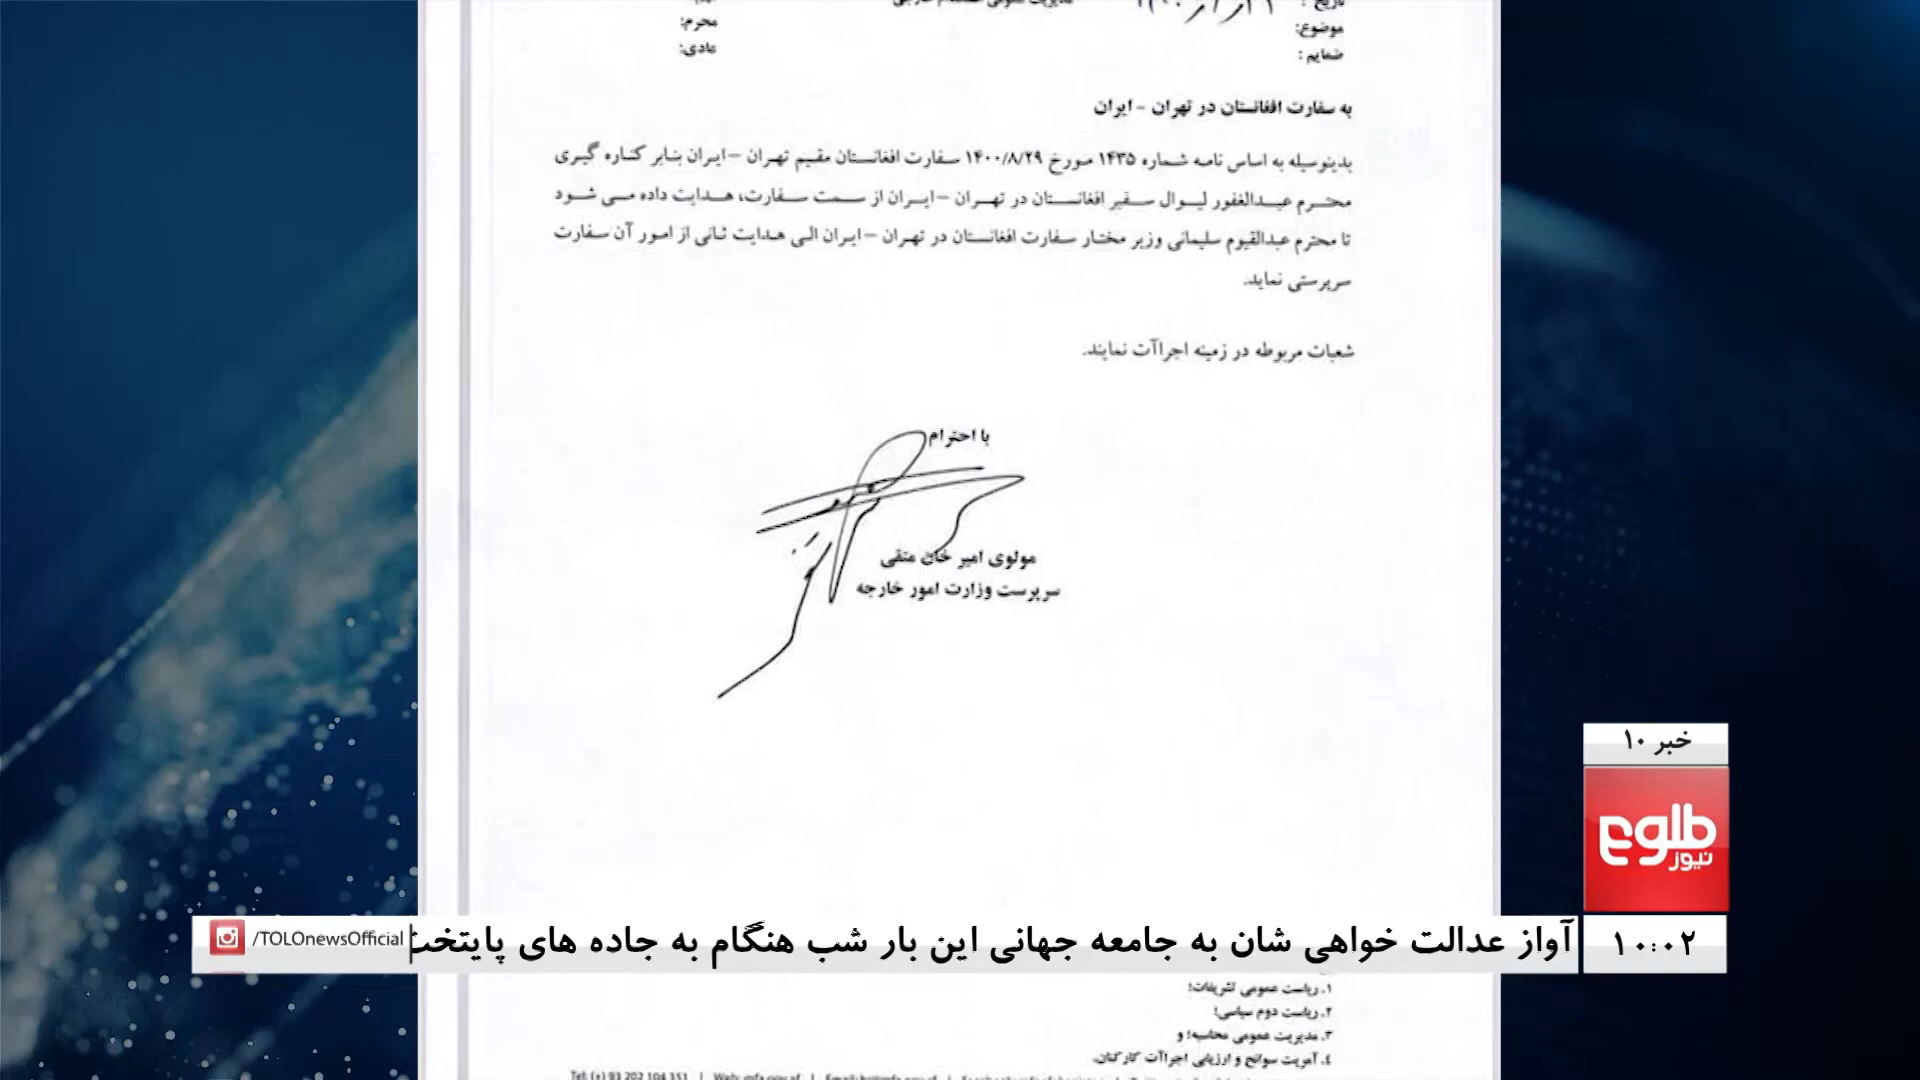 تاریخ :
موضوع:
محرم:
ضمایم :
عادی:
به سفارت افغانستان در تهران - ایران
بدینوسیله به اساس نامه شماره ۱۴۳۵ مورخ ۱۴۰۰/۸/۲۹ سفارت افغانستان مقیم تهران –ایران بنابر کناره گیری
محترم عبدالغفور لیوال سفیر افغانستان در تهران –ایران از سمت سفارت، هدایت داده می شود
تا محترم عبدالقیوم سلیمانی وزیر مختار سفارت افغانستان در تهران –ایران الی هدایت ثانی از امور آن سفارت
سرپرستی نماید.
شعبات مربوطه در زمینه اجراآت نمایند.
با احترام
مولوی امیر خان متقی
سرپرست وزارت امور خارجه
خبر ۱۰
طلوع
نیوز
۱۰:۰۲
آواز عدالت خواهی شان به جامعه جهانی این بار شب هنگام به جاده های پایتخت
/TOLOnewsOfficial
۱. ریاست عمومی تشریفات؛
۲. ریاست دوم سیاسی؛
۳. مدیریت عمومی محاسبه؛ و
۴. آمریت سوانح و ارزیابی اجراآت کارکنان.